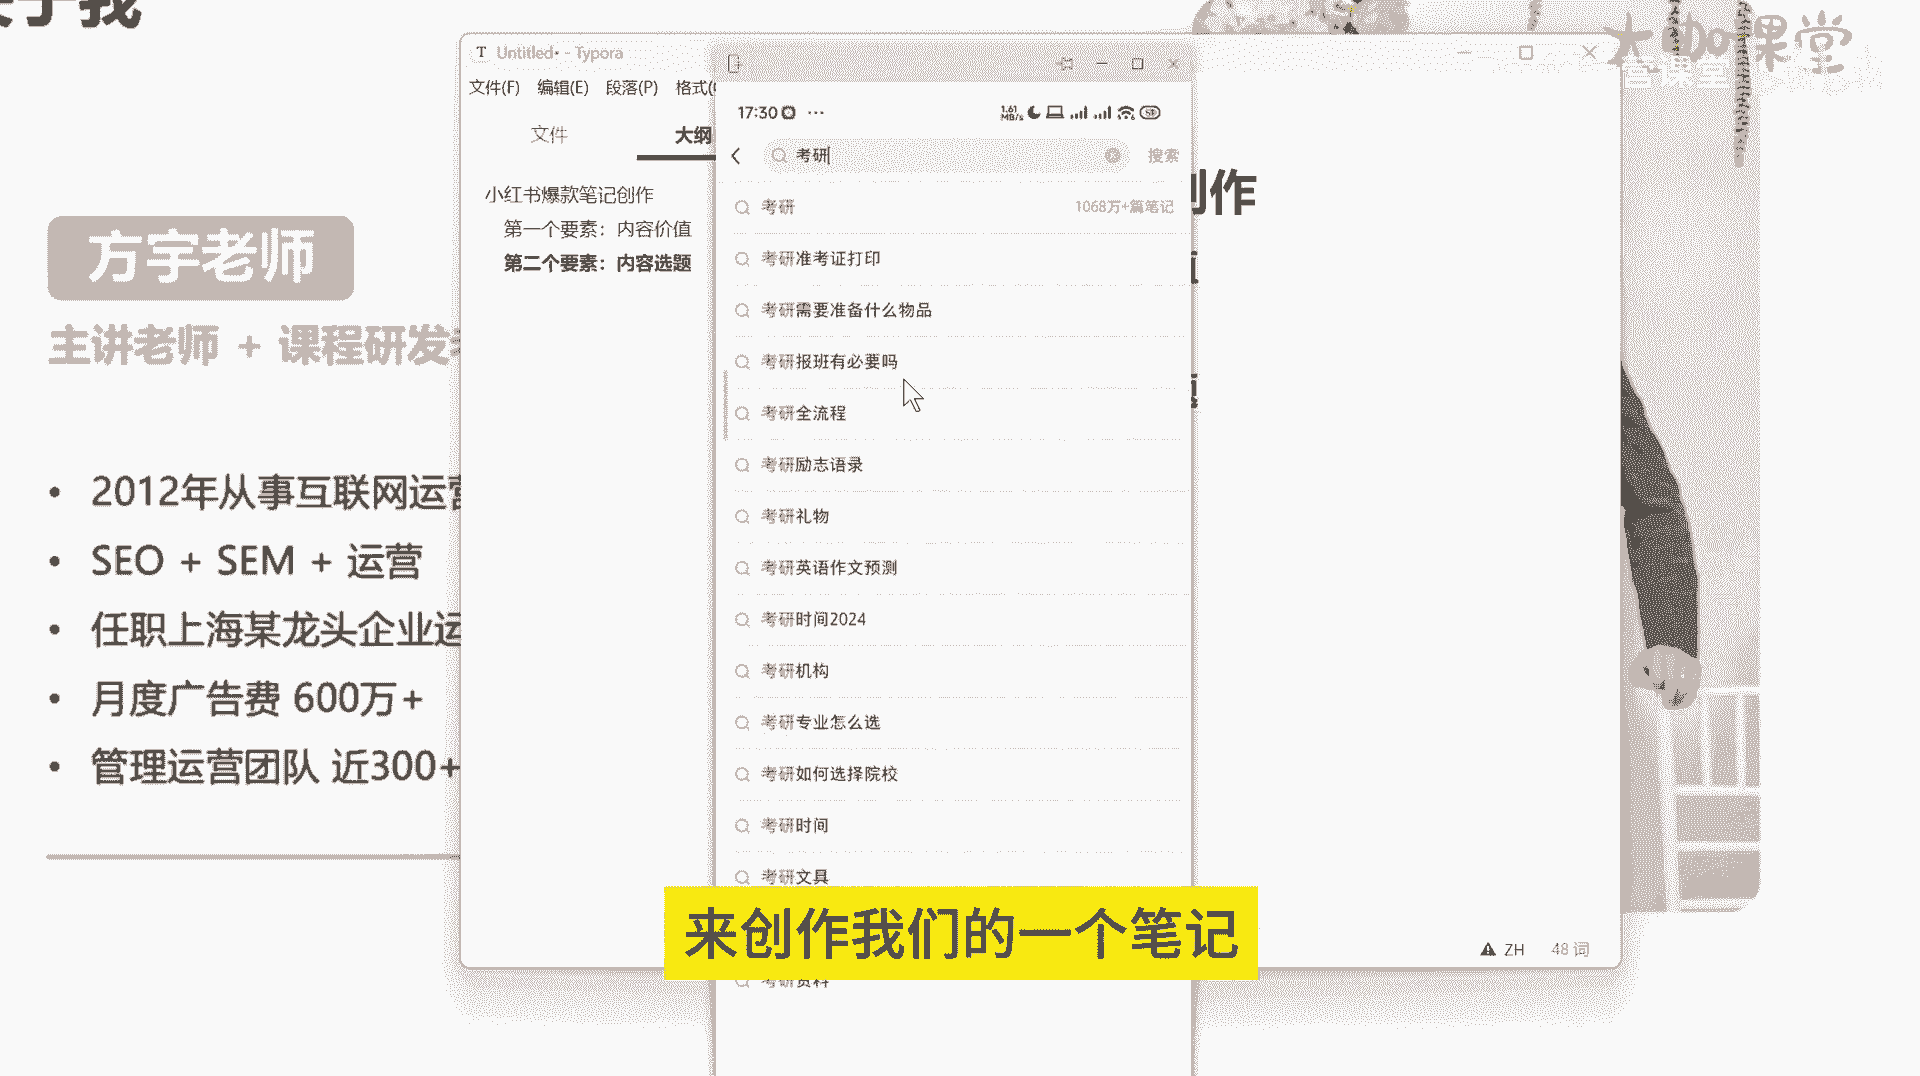 于我
方宇老师
主讲老师 + 课程研发
2012年从事互联网运营
SEO + SEM + 运营
任职上海某龙头企业运
月度广告费 600万+
管理运营团队 近300+
Untitled• - Typora
文件(F) 编辑(E) 段落(P) 格式(
文件
大纲
小红书爆款笔记创作
第一个要素：内容价值
第二个要素：内容选题
17:30 ···
1.61 MB/s
考研
搜索
考研 1068万+篇笔记
考研准考证打印
考研需要准备什么物品
考研报班有必要吗
考研全流程
考研励志语录
考研礼物
考研英语作文预测
考研时间2024
考研机构
考研专业怎么选
考研如何选择院校
考研时间
考研文具
考研资料
创作
ZH 48 词
大咖课堂
来创作我们的一个笔记